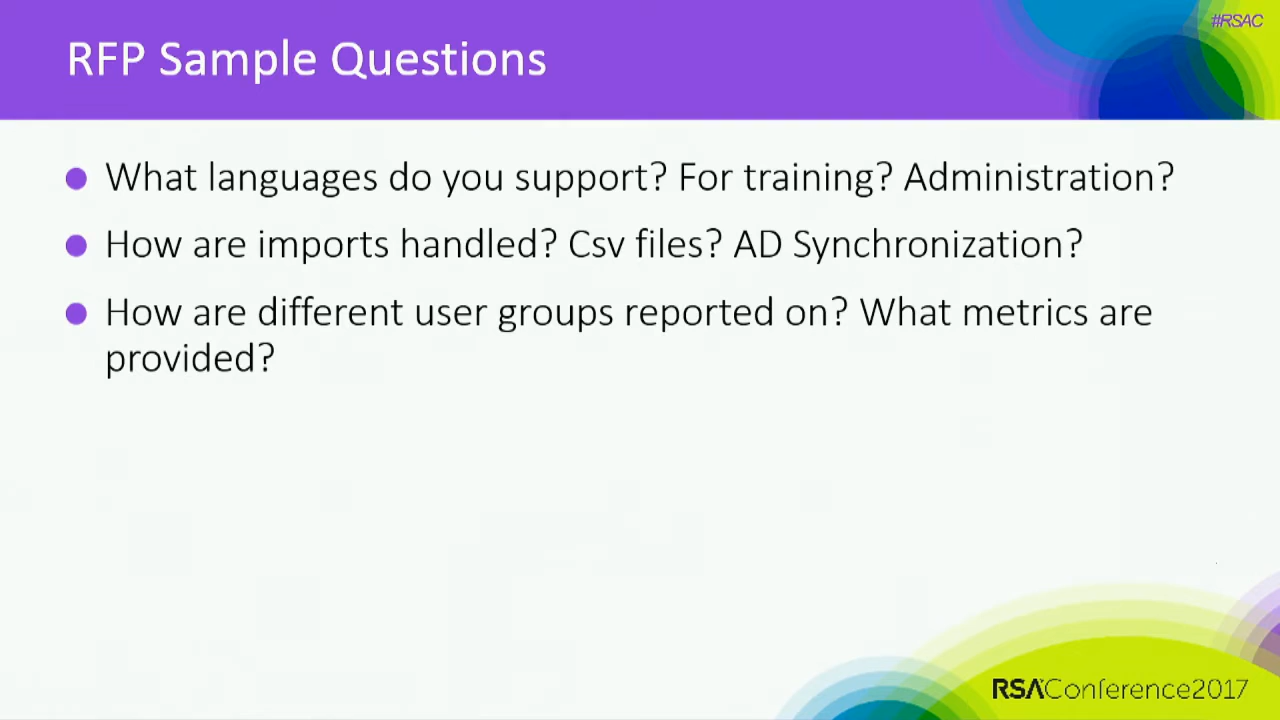 #RSAC
RFP Sample Questions
What languages do you support? For training? Administration?
How are imports handled? Csv files? AD Synchronization?
How are different user groups reported on? What metrics are
provided?
RSAConference2017